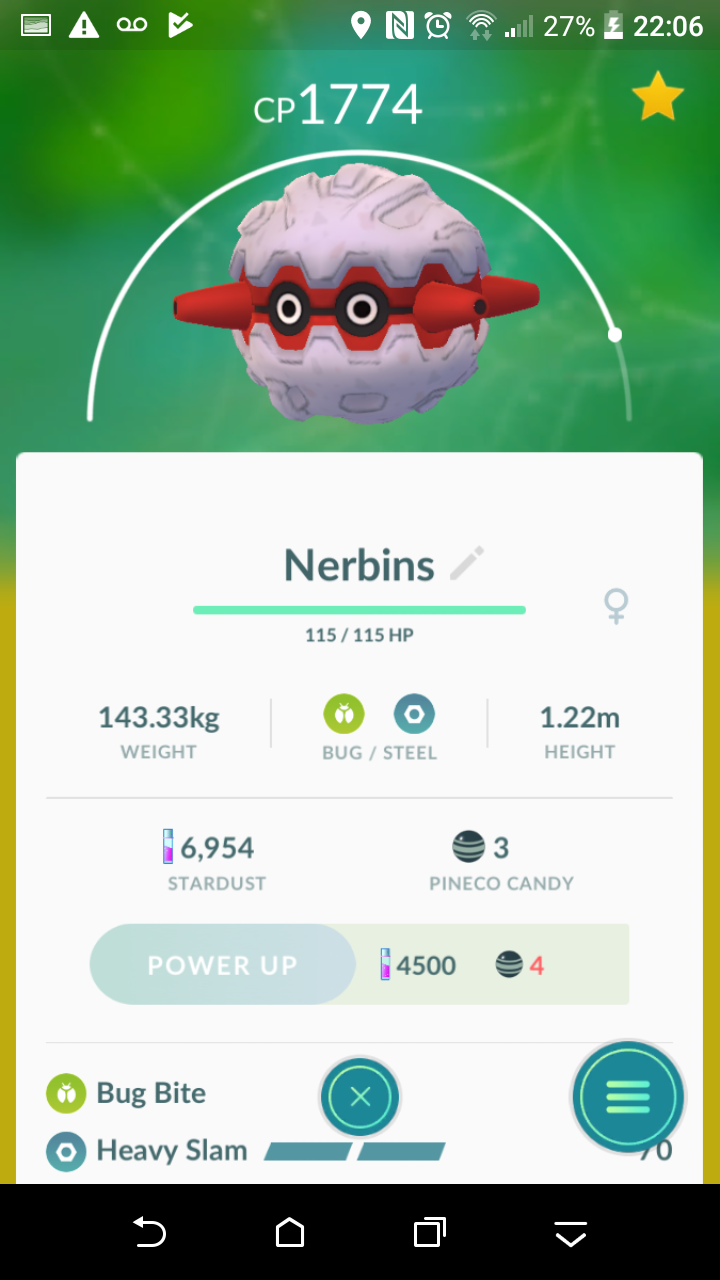 27% 22:06
CP1774
Nerbins
115 / 115 HP
143.33kg
WEIGHT
BUG / STEEL
1.22m
HEIGHT
6,954
STARDUST
3
PINECO CANDY
POWER UP 4500 4
Bug Bite
Heavy Slam 70